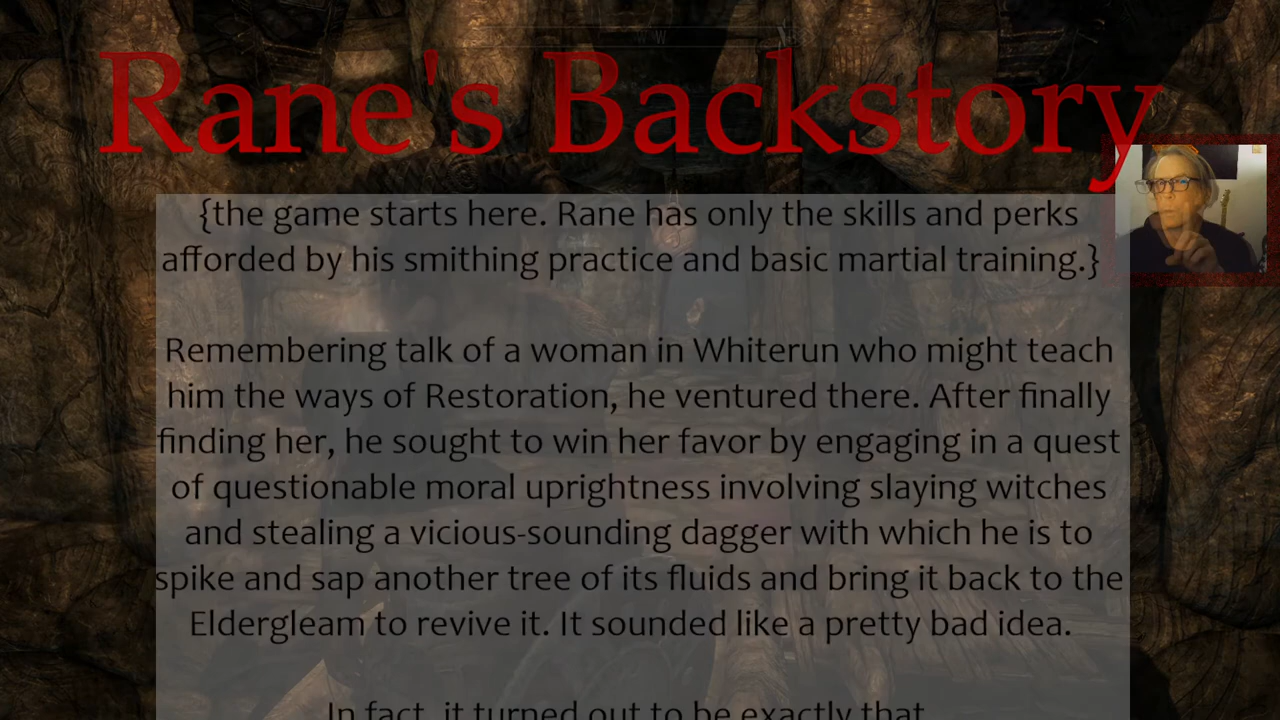 W
Rane's Backstory
{the game starts here. Rane has only the skills and perks
afforded by his smithing practice and basic martial training.}
Remembering talk of a woman in Whiterun who might teach
him the ways of Restoration, he ventured there. After finally
finding her, he sought to win her favor by engaging in a quest
of questionable moral uprightness involving slaying witches
and stealing a vicious-sounding dagger with which he is to
spike and sap another tree of its fluids and bring it back to the
Eldergleam to revive it. It sounded like a pretty bad idea.
In fact, it turned out to be exactly that.